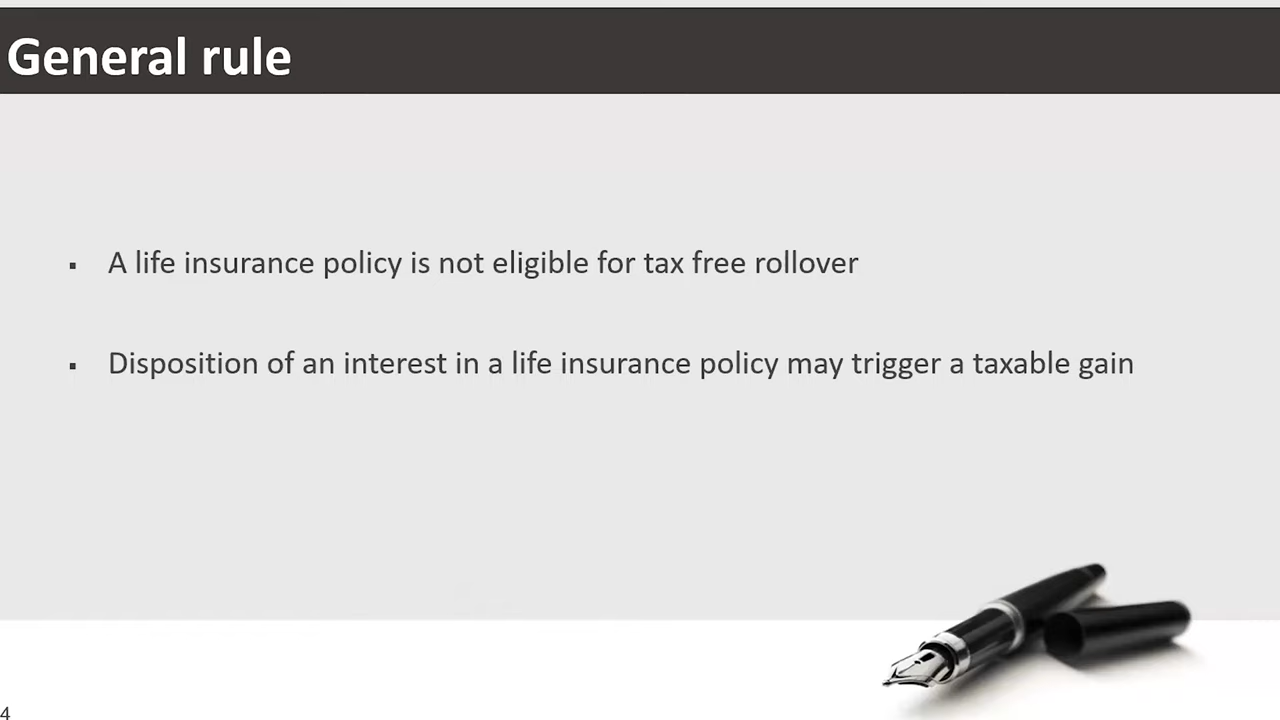 General rule
▪ A life insurance policy is not eligible for tax free rollover
▪ Disposition of an interest in a life insurance policy may trigger a taxable gain
4